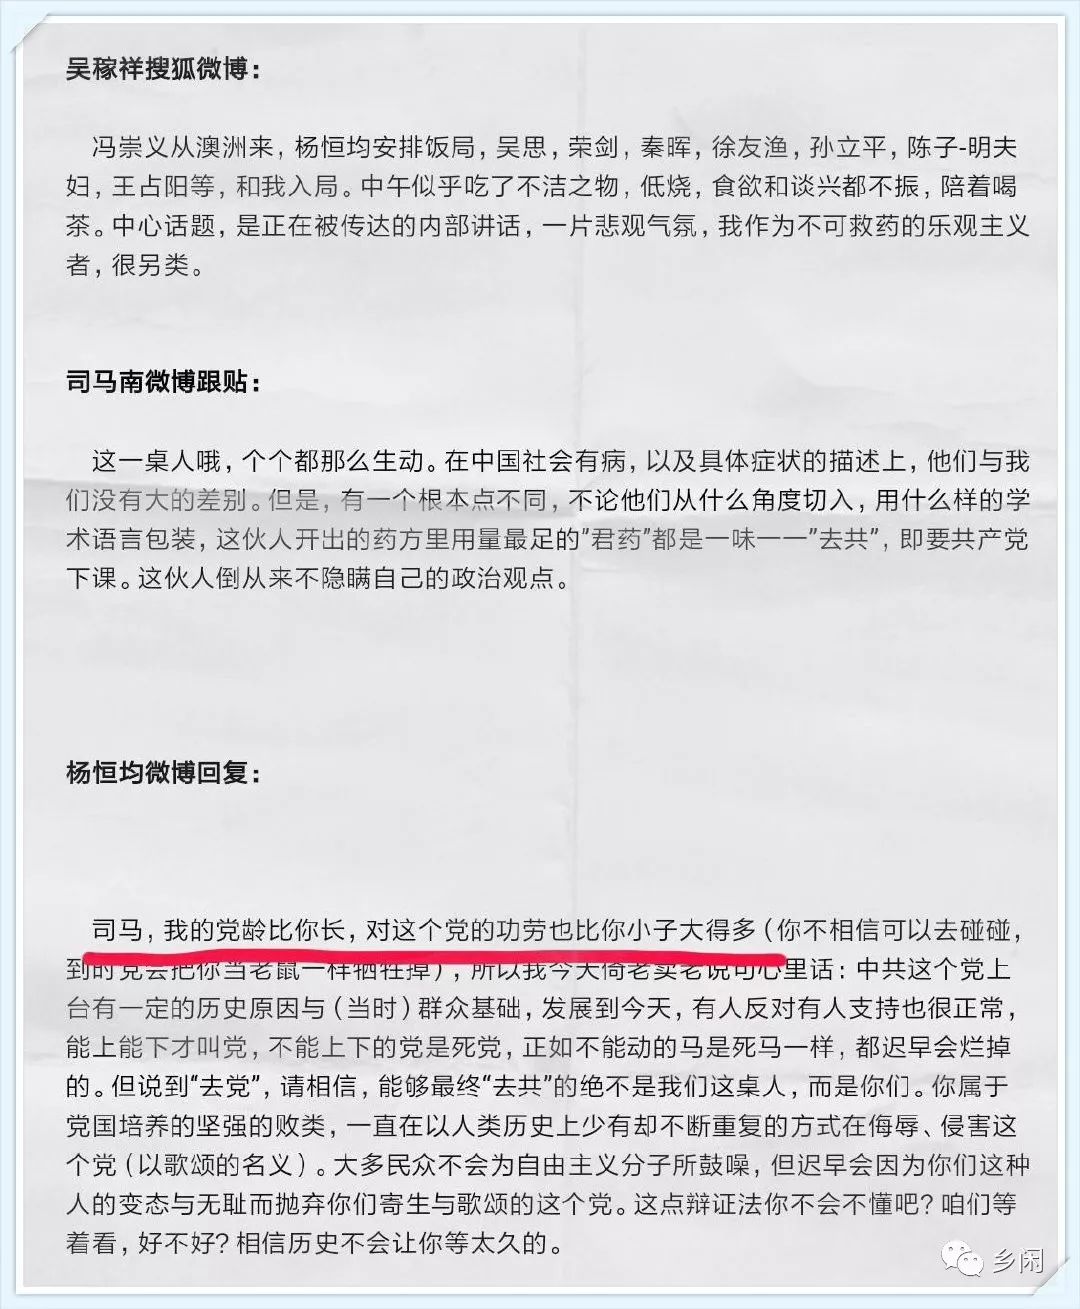 吴稼祥搜狐微博：
冯崇义从澳洲来，杨恒均安排饭局，吴思，荣剑，秦晖，徐友渔，孙立平，陈子-明夫
妇，王占阳等，和我入局。中午似乎吃了不洁之物，低烧，食欲和谈兴都不振，陪着喝
茶。中心话题，是正在被传达的内部讲话，一片悲观气氛，我作为不可救药的乐观主义
者，很另类。
司马南微博跟贴：
这一桌人哦，个个都那么生动。在中国社会有病，以及具体症状的描述上，他们与我
们没有大的差别。但是，有一个根本点不同，不论他们从什么角度切入，用什么样的学
术语言包装，这伙人开出的药方里用量最足的"君药"都是一味一一"去共"，即要共产党
下课。这伙人倒从来不隐瞒自己的政治观点。
杨恒均微博回复：
司马，我的党龄比你长，对这个党的功劳也比你小子大得多（你不相信可以去碰碰，
到时党会把你当老鼠一样牺牲掉），所以我今天倚老卖老说句心里话：中共这个党上
台有一定的历史原因与（当时）群众基础，发展到今天，有人反对有人支持也很正常，
能上能下才叫党，不能上下的党是死党，正如不能动的马是死马一样，都迟早会烂掉
的。但说到“去党”，请相信，能够最终“去共”的绝不是我们这桌人，而是你们。你属于
党国培养的坚强的败类，一直在以人类历史上少有却不断重复的方式在侮辱、侵害这
个党（以歌颂的名义）。大多民众不会为自由主义分子所鼓噪，但迟早会因为你们这种
人的变态与无耻而抛弃你们寄生与歌颂的这个党。这点辩证法你不会不懂吧？咱们等
着看，好不好？相信历史不会让你等太久的。
乡闲